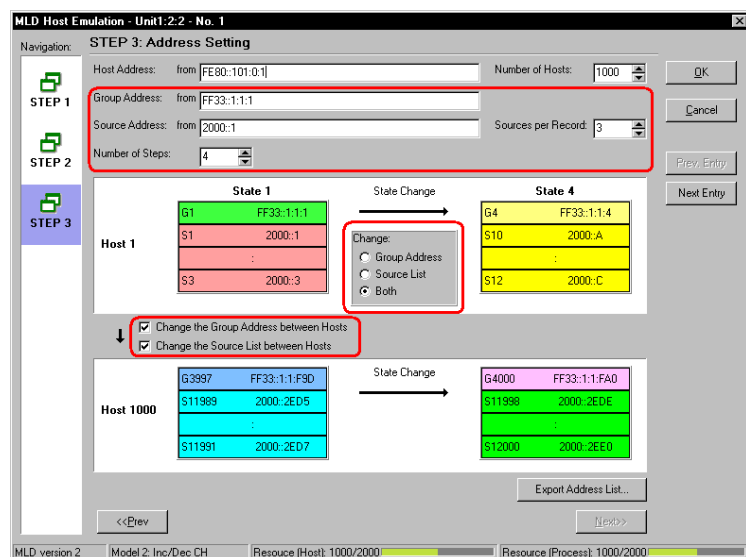 MLD Host Emulation - Unit1:2:2 - No. 1
Navigation:
STEP 3: Address Setting
STEP 1
STEP 2
STEP 3
Host Address: from FE80::101:0:1 Number of Hosts: 1000
Group Address: from FF33::1:1:1
Source Address: from 2000::1 Sources per Record: 3
Number of Steps: 4
OK
Cancel
Prev. Entry
Next Entry
State 1 State Change State 4
Host 1
G1 FF33::1:1:1
S1 2000::1
:
S3 2000::3
Change:
Group Address
Source List
Both
G4 FF33::1:1:4
S10 2000::A
:
S12 2000::C
Change the Group Address between Hosts
Change the Source List between Hosts
Host 1000
G3997 FF33::1:1:F9D
S11989 2000::2ED5
:
S11991 2000::2ED7
State Change
G4000 FF33::1:1:FA0
S11998 2000::2EDE
:
S12000 2000::2EE0
Export Address List...
<<Prev
Next>>
MLD version 2 Model 2: Inc/Dec CH Resouce (Host): 1000/2000 Resource (Process): 1000/2000